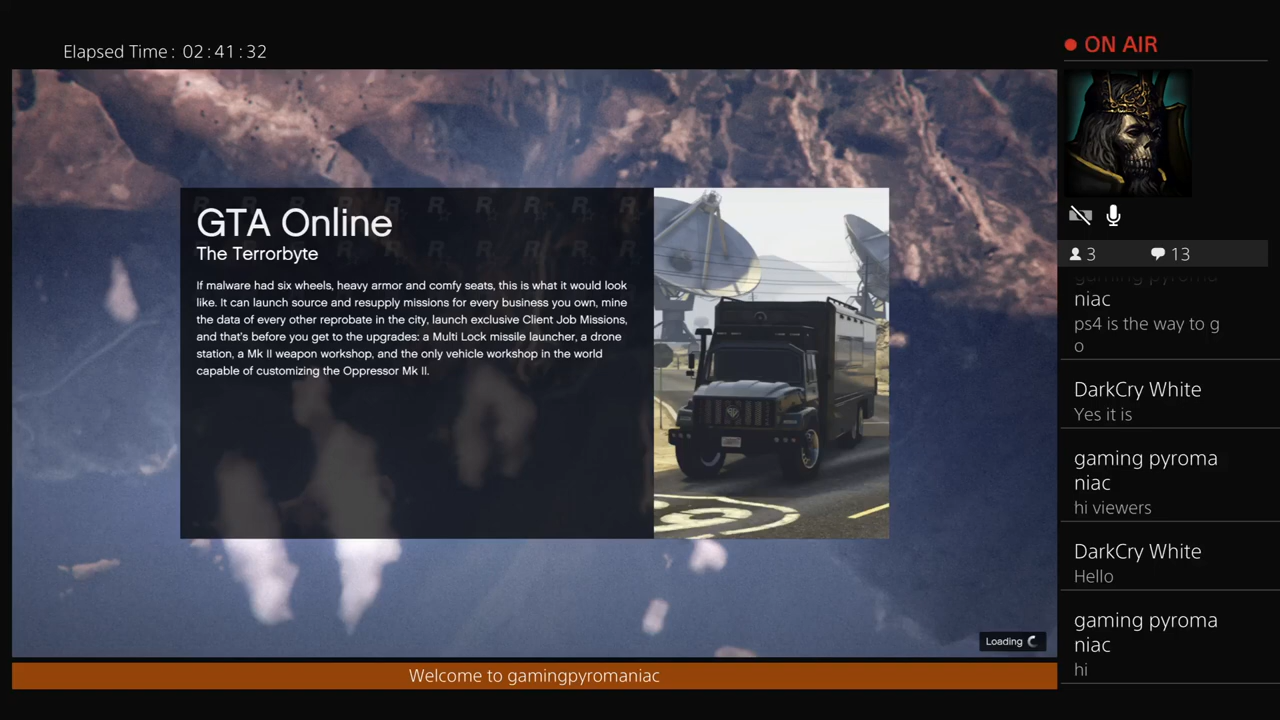 Elapsed Time: 02:41:32
ON AIR
GTA Online
The Terrorbyte
If malware had six wheels, heavy armor and comfy seats, this is what it would look
like. It can launch source and resupply missions for every business you own, mine
the data of every other reprobate in the city, launch exclusive Client Job Missions,
and that's before you get to the upgrades: a Multi Lock missile launcher, a drone
station, a Mk II weapon workshop, and the only vehicle workshop in the world
capable of customizing the Oppressor Mk II.
Loading
Welcome to gamingpyromaniac
3 13
gaming pyroma
niac
ps4 is the way to g
o
DarkCry White
Yes it is
gaming pyroma
niac
hi viewers
DarkCry White
Hello
gaming pyroma
niac
hi